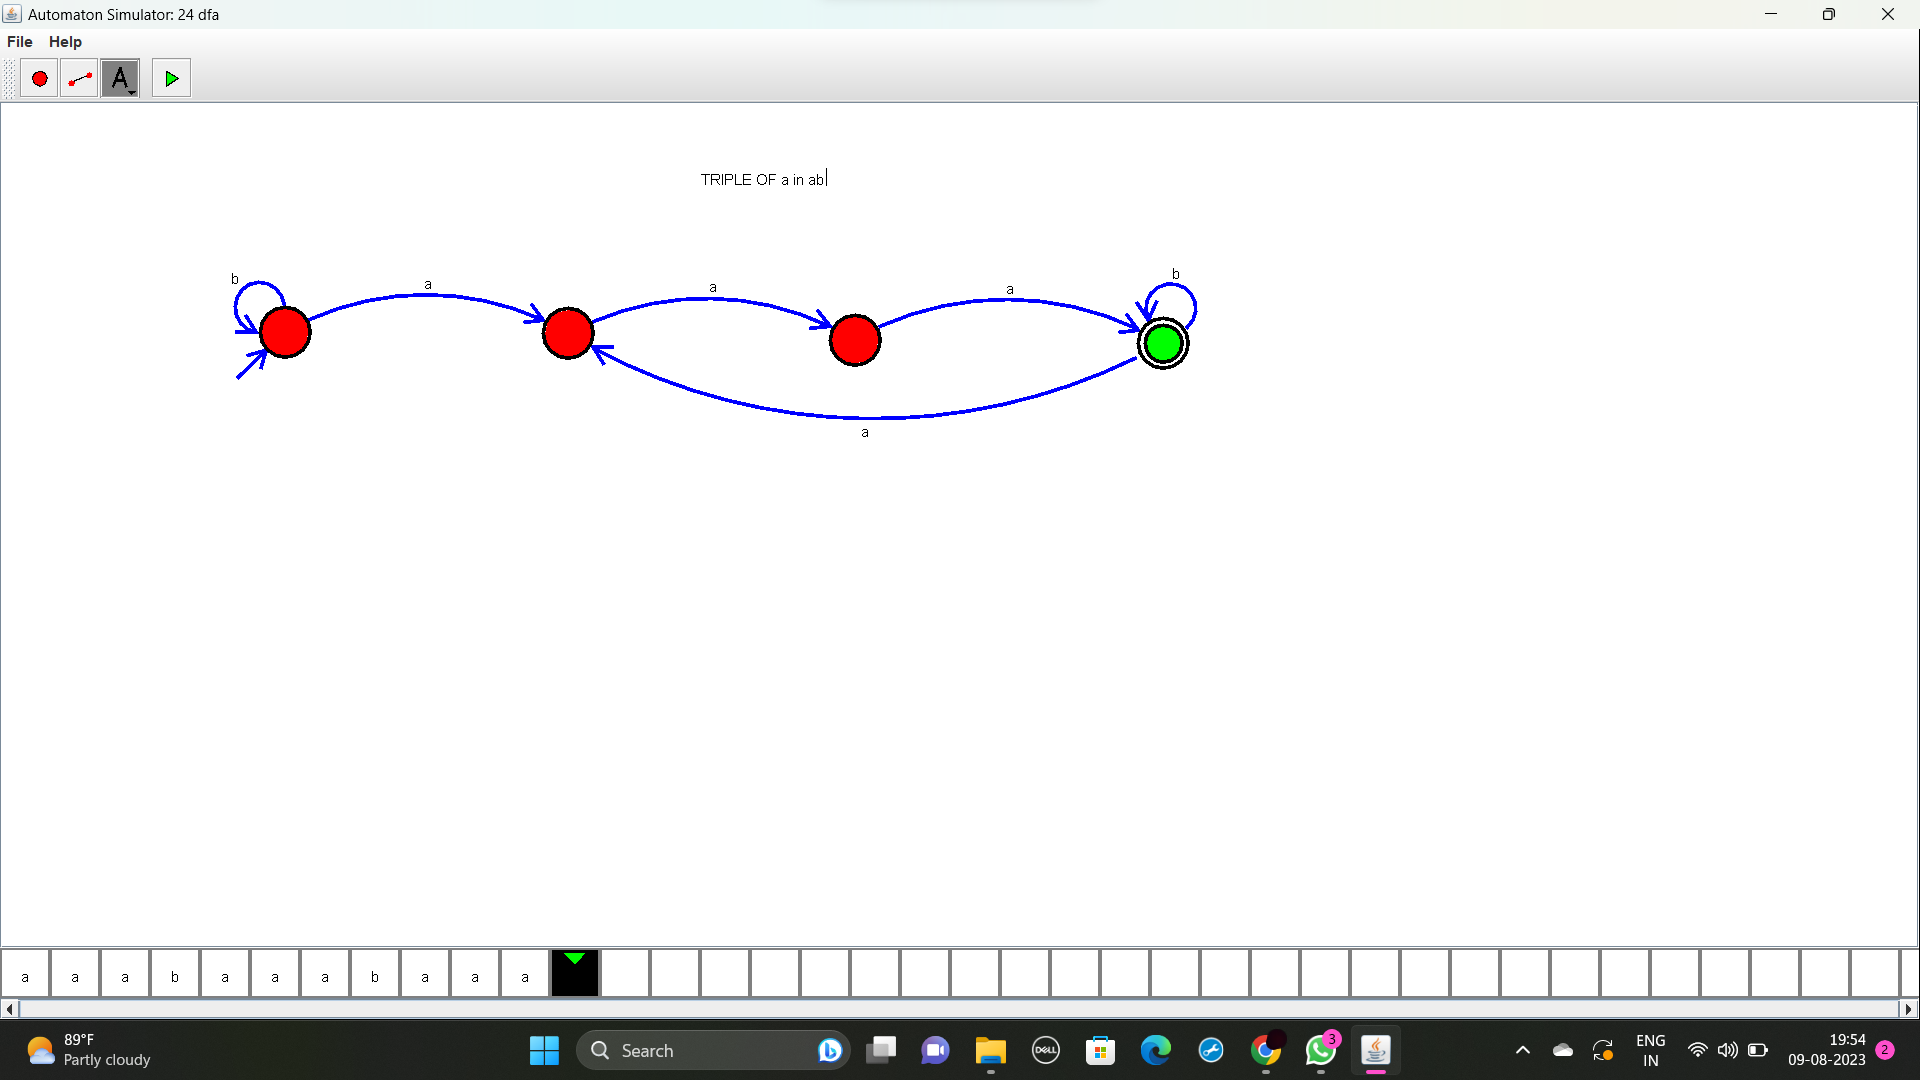 Automaton Simulator: 24 dfa
File Help
A
TRIPLE OF a in ab
b a a a b
a
a a a b a a a b a a a
89°F
Partly cloudy
Search
DELL
3
ENG
IN
19:54
09-08-2023
2